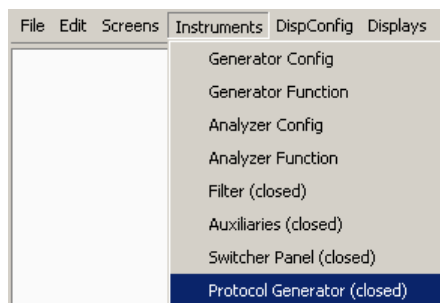 File Edit Screens Instruments DispConfig Displays
Generator Config
Generator Function
Analyzer Config
Analyzer Function
Filter (closed)
Auxiliaries (closed)
Switcher Panel (closed)
Protocol Generator (closed)